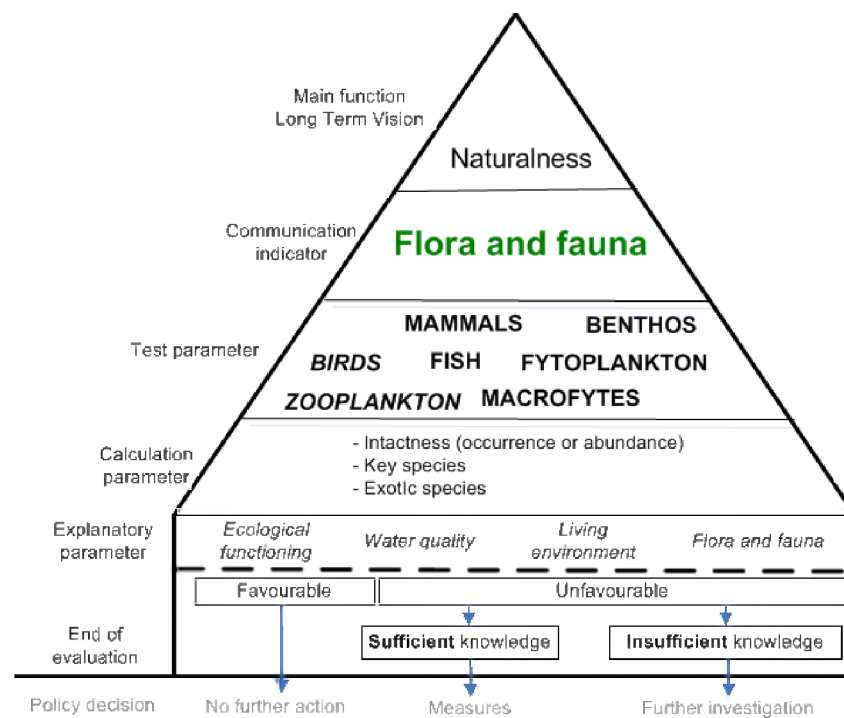 Main function
Long Term Vision
Naturalness
Communication
indicator
Flora and fauna
Test parameter
MAMMALS BENTHOS
BIRDS FISH FYTOPLANKTON
ZOOPLANKTON MACROFYTES
Calculation
parameter
- Intactness (occurrence or abundance)
- Key species
- Exotic species
Explanatory
parameter
Ecological
functioning
Water quality
Living
environment
Flora and fauna
Favourable
Unfavourable
End of
evaluation
Sufficient knowledge
Insufficient knowledge
Policy decision
No further action
Measures
Further investigation